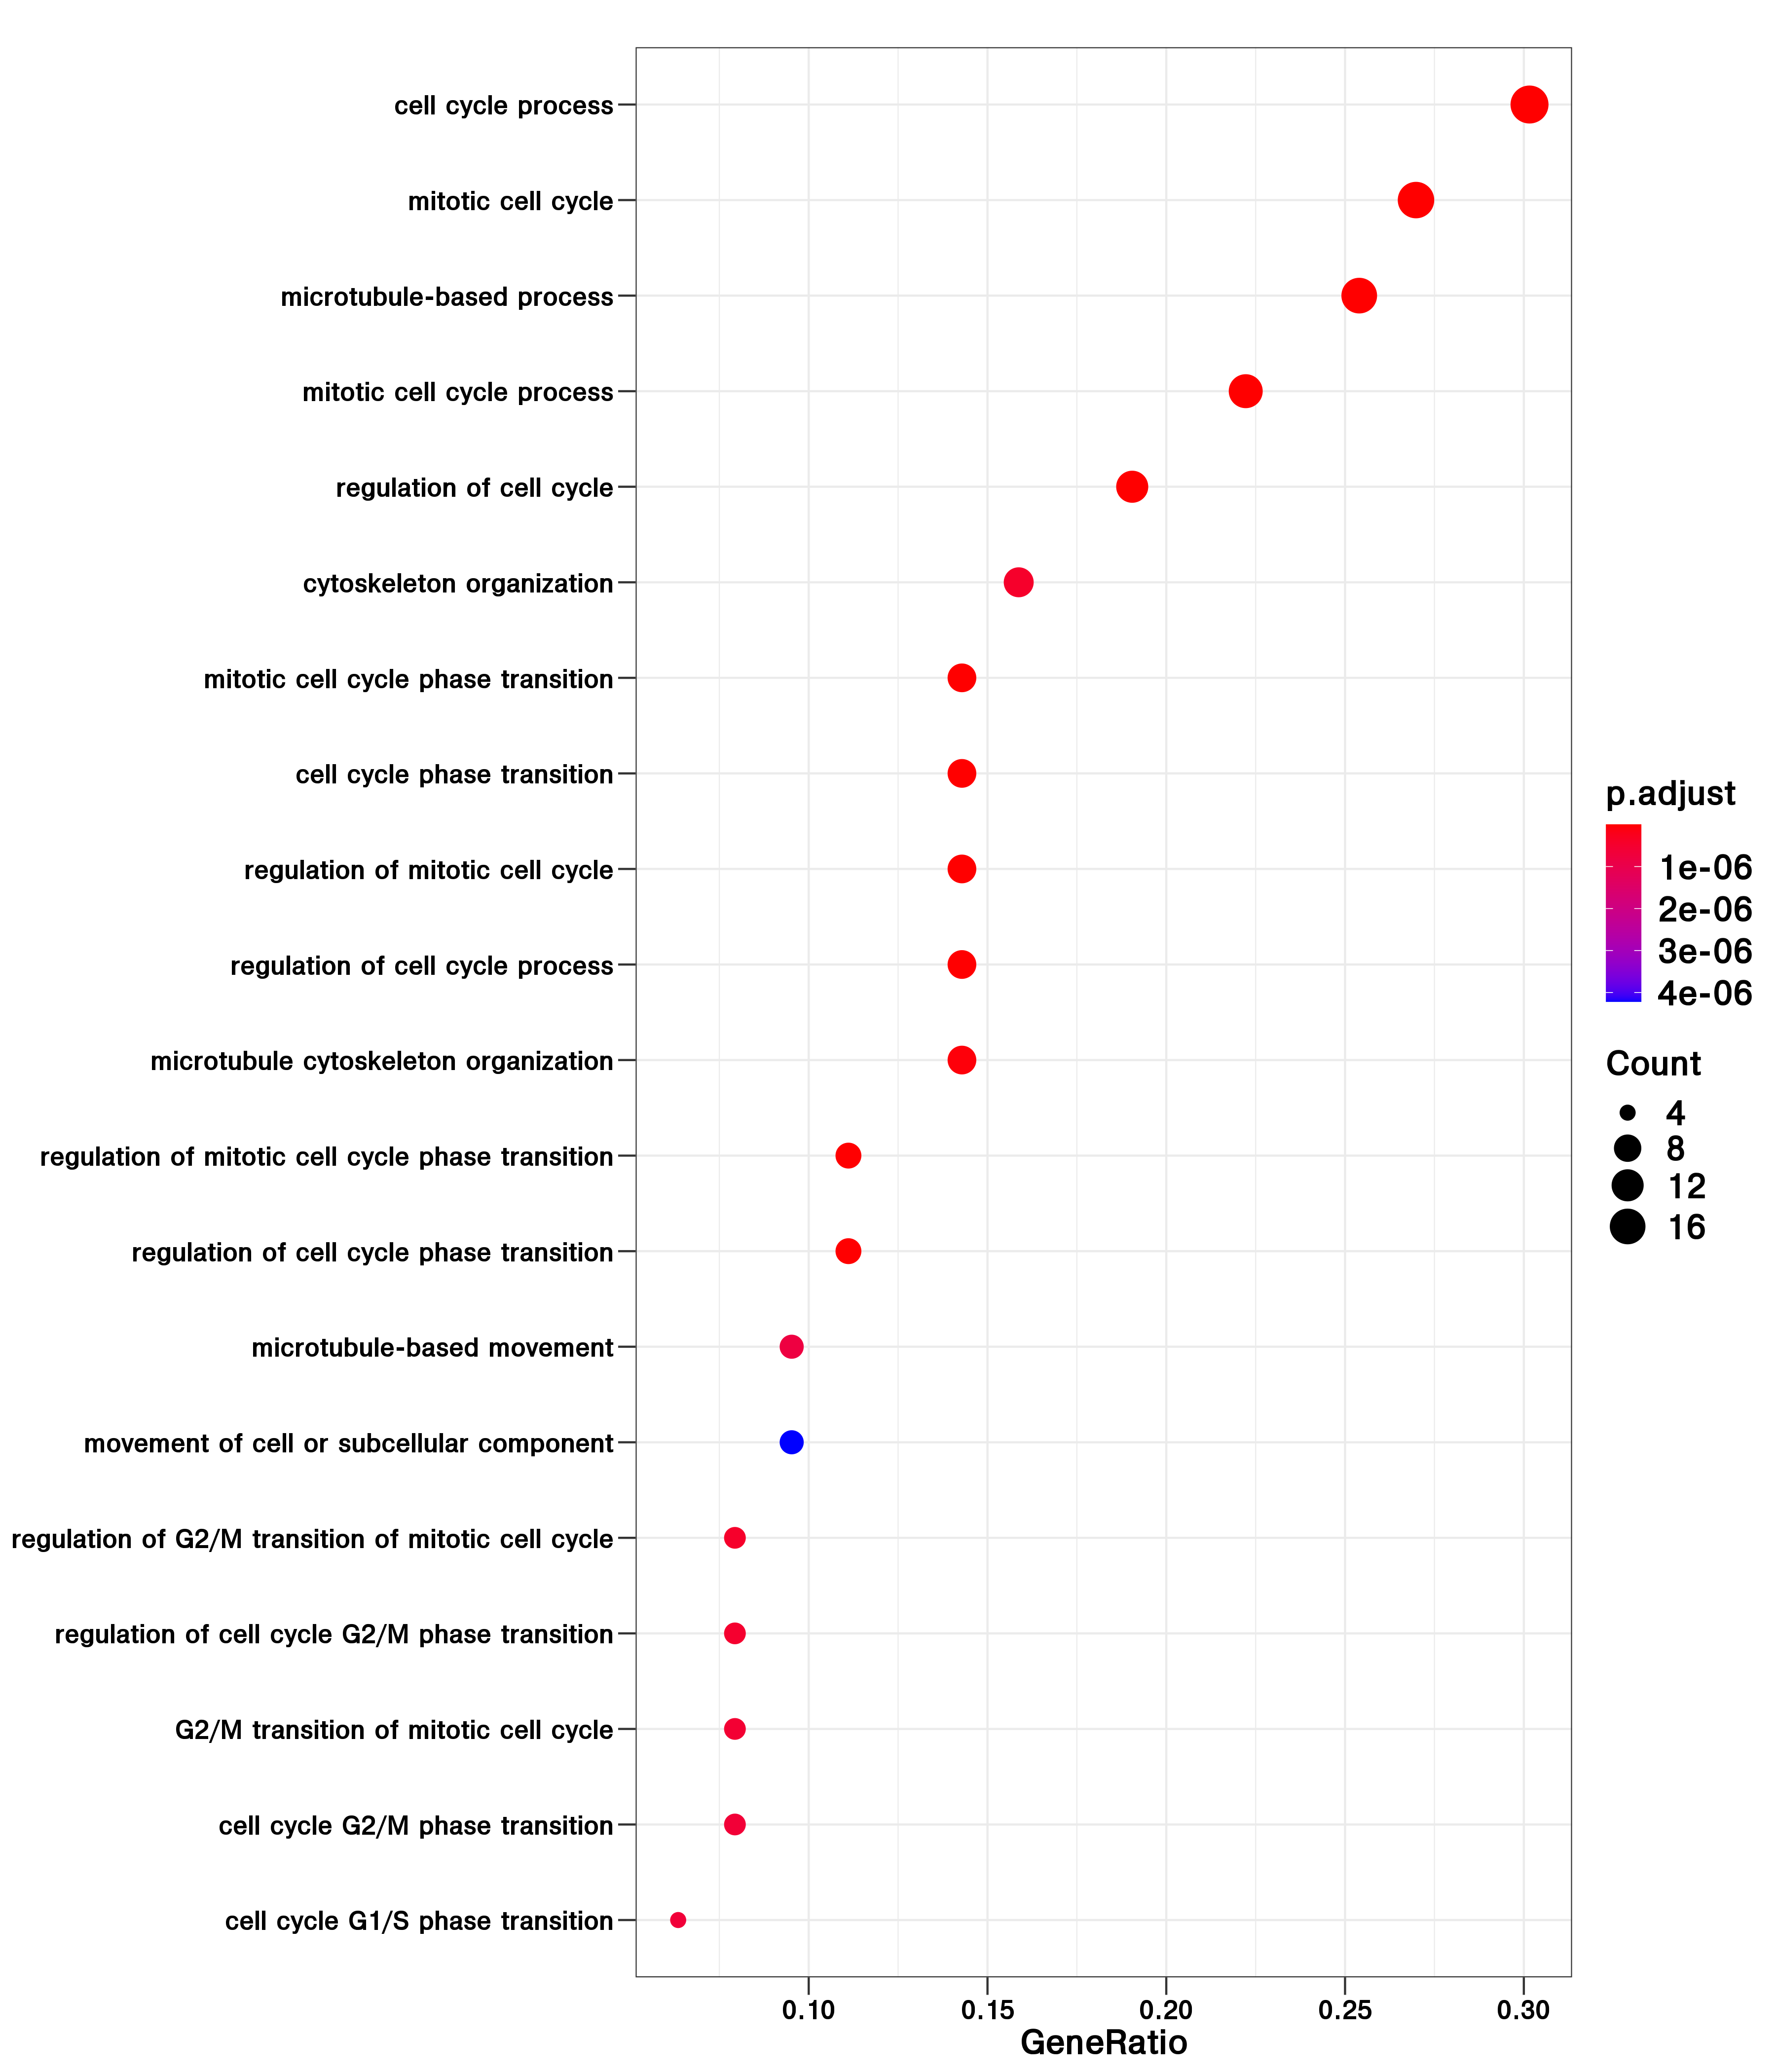 cell cycle process
mitotic cell cycle
microtubule-based process
mitotic cell cycle process
regulation of cell cycle
cytoskeleton organization
mitotic cell cycle phase transition
cell cycle phase transition
regulation of mitotic cell cycle
regulation of cell cycle process
microtubule cytoskeleton organization
regulation of mitotic cell cycle phase transition
regulation of cell cycle phase transition
microtubule-based movement
movement of cell or subcellular component
regulation of G2/M transition of mitotic cell cycle
regulation of cell cycle G2/M phase transition
G2/M transition of mitotic cell cycle
cell cycle G2/M phase transition
cell cycle G1/S phase transition
0.10 0.15 0.20 0.25 0.30
GeneRatio
p.adjust
1e-06
2e-06
3e-06
4e-06
Count
4
8
12
16